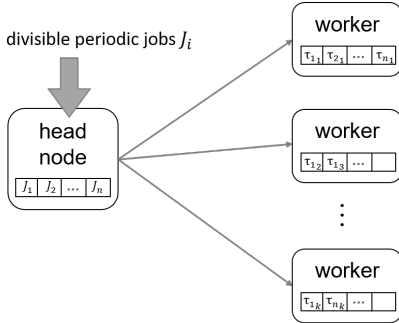 divisible periodic jobs J_i
head
node
J_1 J_2 ... J_n
worker
τ_{1_1} τ_{2_1} ... τ_{n_1}
worker
τ_{1_2} τ_{1_3} ...
⋮
worker
τ_{1_k} τ_{n_k} ...